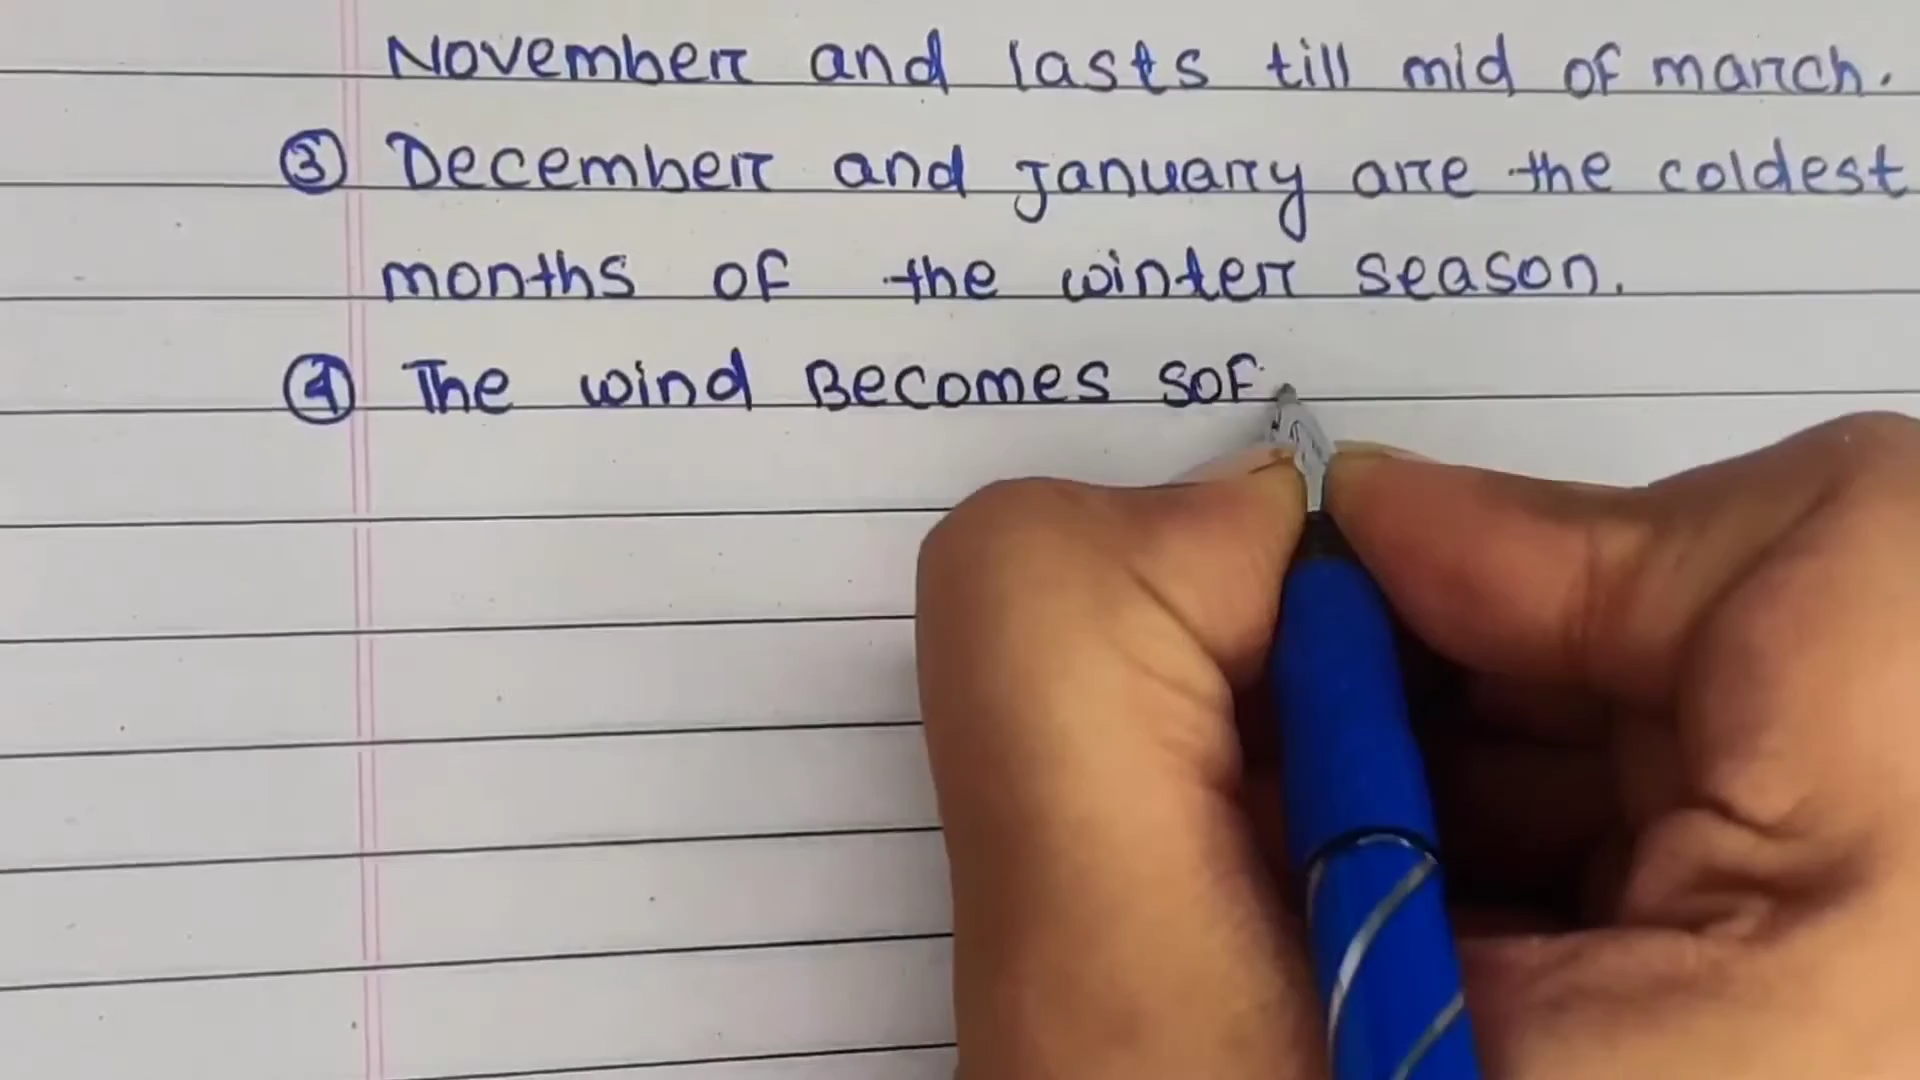 November and lasts till mid of march.
③ December and January are the coldest
months of the winter season.
④ The wind Becomes sof